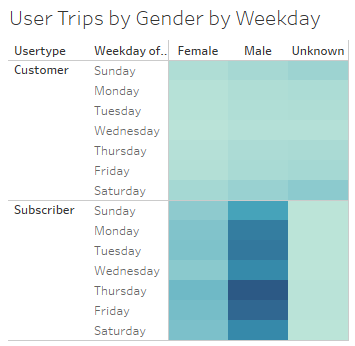 User Trips by Gender by Weekday
Usertype Weekday of.. Female Male Unknown
Customer Sunday
Monday
Tuesday
Wednesday
Thursday
Friday
Saturday
Subscriber Sunday
Monday
Tuesday
Wednesday
Thursday
Friday
Saturday